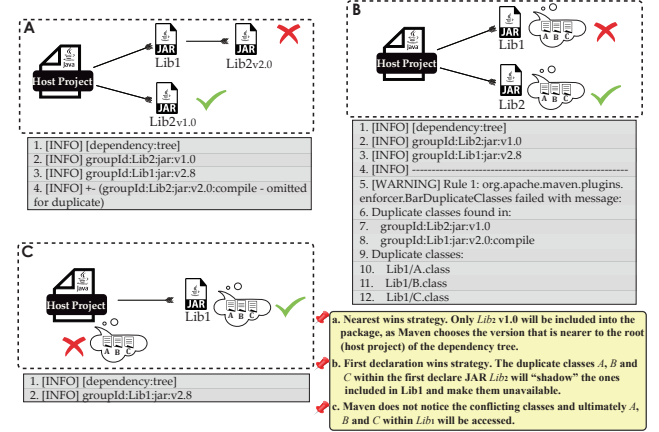 A
Java
Host Project
JAR
Lib1
JAR
Lib2v2.0
JAR
Lib2v1.0
1. [INFO] [dependency:tree]
2. [INFO] groupId:Lib2:jar:v1.0
3. [INFO] groupId:Lib1:jar:v2.8
4. [INFO] +- (groupId:Lib2:jar:v2.0:compile - omitted
for duplicate)
B
Java
Host Project
JAR
Lib1
A B C
JAR
Lib2
A B C
1. [INFO] [dependency:tree]
2. [INFO] groupId:Lib2:jar:v1.0
3. [INFO] groupId:Lib1:jar:v2.8
4. [INFO] ------------------------------------------------------
5. [WARNING] Rule 1: org.apache.maven.plugins.
enforcer.BarDuplicateClasses failed with message:
6. Duplicate classes found in:
7. groupId:Lib2:jar:v1.0
8. groupId:Lib1:jar:v2.0:compile
9. Duplicate classes:
10. Lib1/A.class
11. Lib1/B.class
12. Lib1/C.class
C
Java
Host Project
A B C
JAR
Lib1
A B C
1. [INFO] [dependency:tree]
2. [INFO] groupId:Lib1:jar:v2.8
a. Nearest wins strategy. Only Lib2 v1.0 will be included into the
package, as Maven chooses the version that is nearer to the root
(host project) of the dependency tree.
b. First declaration wins strategy. The duplicate classes A, B and
C within the first declare JAR Lib2 will “shadow” the ones
included in Lib1 and make them unavailable.
c. Maven does not notice the conflicting classes and ultimately A,
B and C within Lib1 will be accessed.